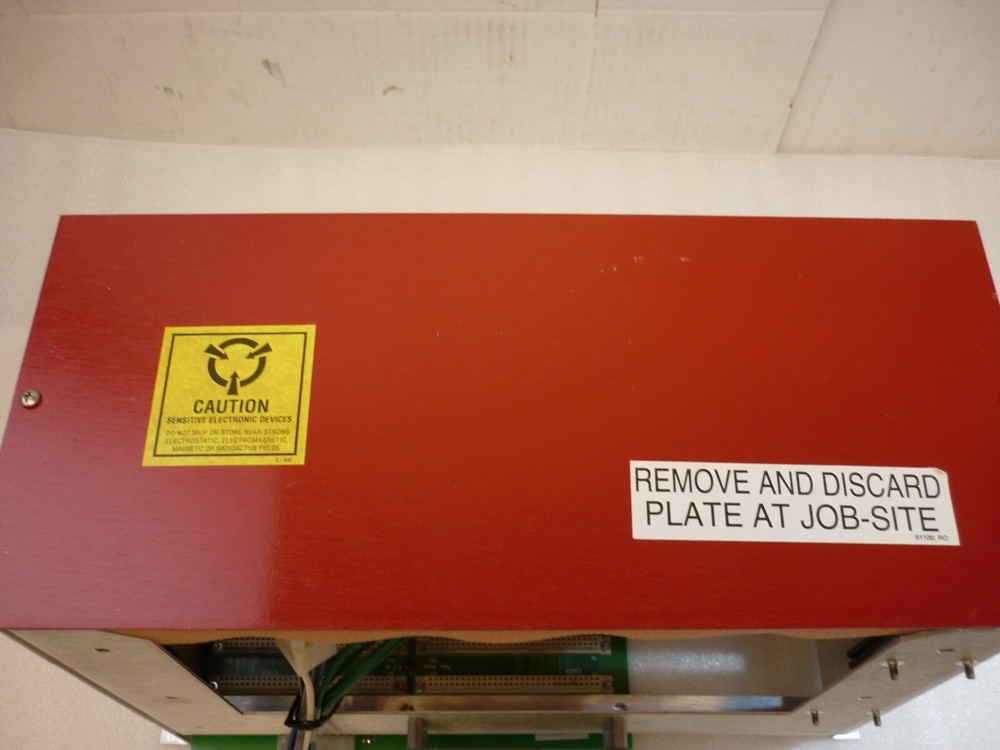 CAUTION
SENSITIVE ELECTRONIC DEVICES
DO NOT SHIP OR STORE NEAR STRONG
ELECTROSTATIC, ELECTROMAGNETIC,
MAGNETIC OR RADIOACTIVE FIELDS
REMOVE AND DISCARD
PLATE AT JOB-SITE